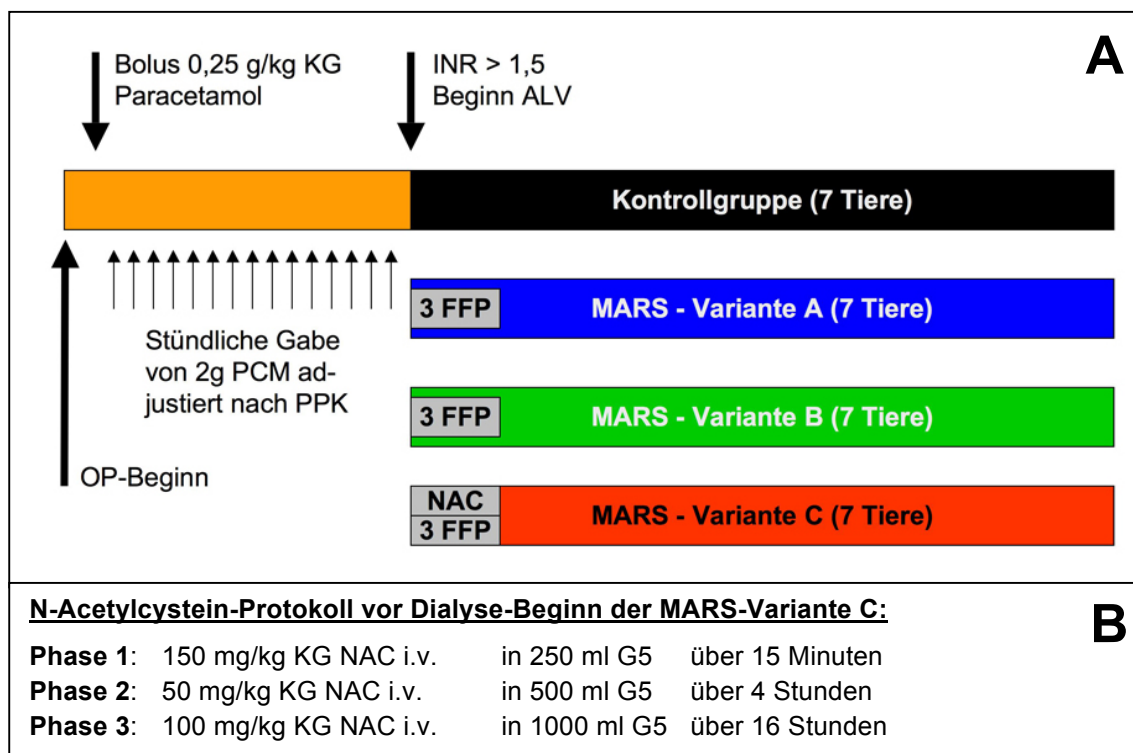 A
Bolus 0,25 g/kg KG
Paracetamol
INR > 1,5
Beginn ALV
Kontrollgruppe (7 Tiere)
3 FFP
MARS - Variante A (7 Tiere)
Stündliche Gabe
von 2g PCM ad-
justiert nach PPK
3 FFP
MARS - Variante B (7 Tiere)
OP-Beginn
NAC
3 FFP
MARS - Variante C (7 Tiere)
B
N-Acetylcystein-Protokoll vor Dialyse-Beginn der MARS-Variante C:
Phase 1: 150 mg/kg KG NAC i.v. in 250 ml G5 über 15 Minuten
Phase 2: 50 mg/kg KG NAC i.v. in 500 ml G5 über 4 Stunden
Phase 3: 100 mg/kg KG NAC i.v. in 1000 ml G5 über 16 Stunden